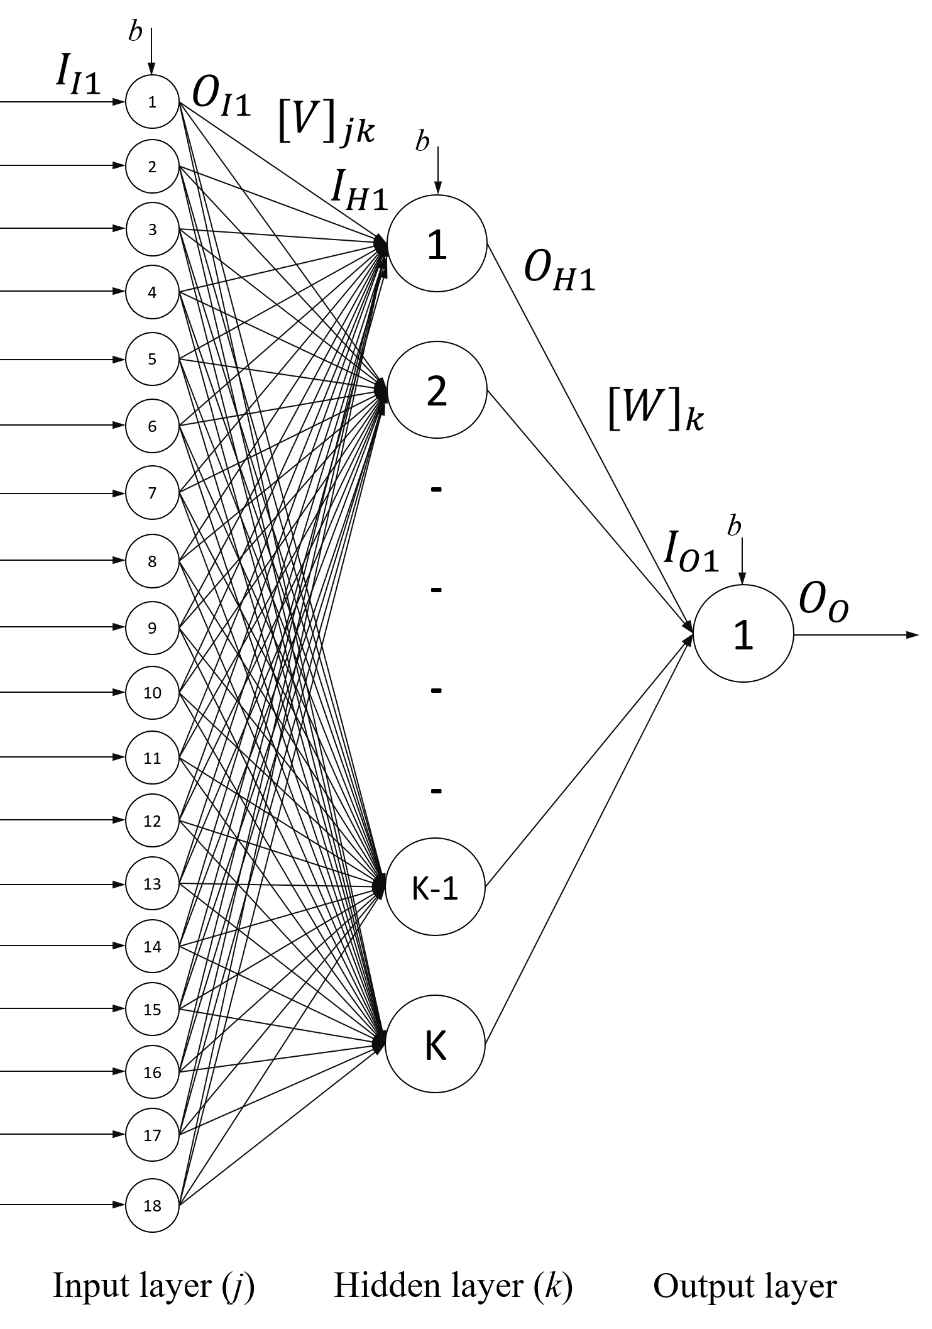 b
I_{I1}
O_{I1}
[V]_{jk}
b
I_{H1}
1
2
3
4
5
6
7
8
9
10
11
12
13
14
15
16
17
18
1
2
-
-
-
-
K-1
K
O_{H1}
[W]_k
I_{O1}
b
1
O_O
Input layer (j) Hidden layer (k) Output layer